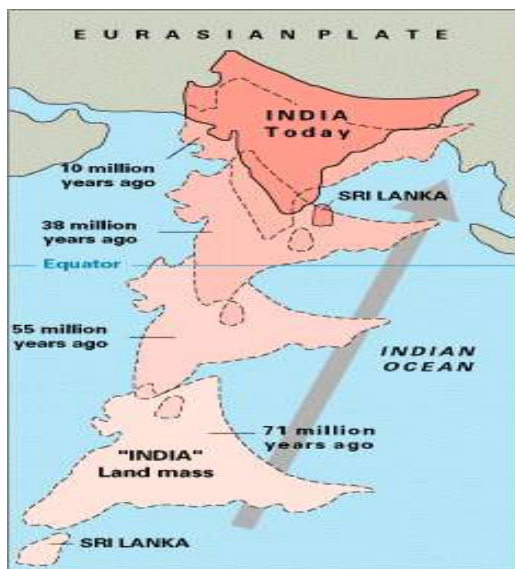 EURASIAN PLATE
INDIA
Today
10 million
years ago
SRI LANKA
38 million
years ago
Equator
55 million
years ago
INDIAN
OCEAN
71 million
years ago
"INDIA"
Land mass
SRI LANKA